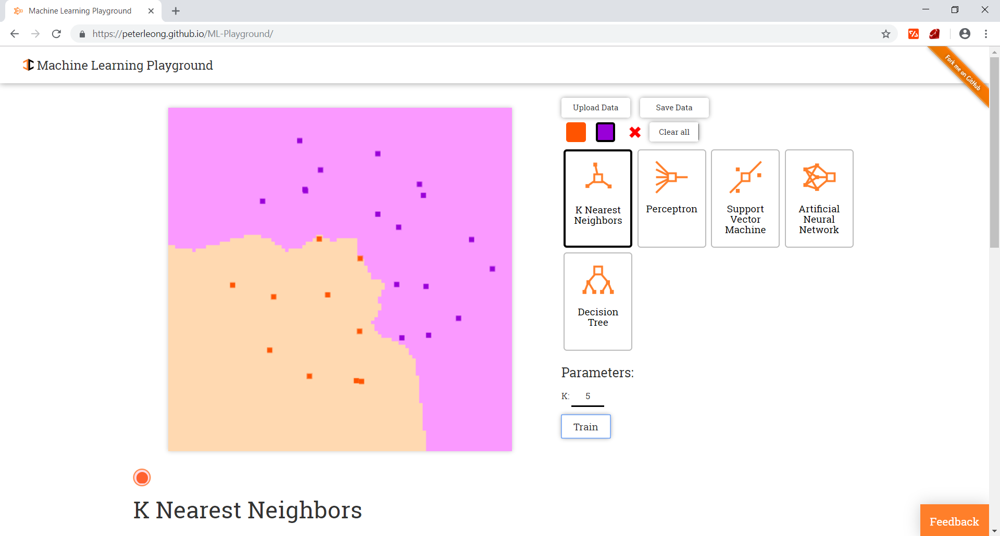 Machine Learning Playground
https://peterleong.github.io/ML-Playground/
Machine Learning Playground
Fork me on GitHub
Upload Data
Save Data
Clear all
K Nearest
Neighbors
Perceptron
Support
Vector
Machine
Artificial
Neural
Network
Decision
Tree
Parameters:
K: 5
Train
K Nearest Neighbors
Feedback